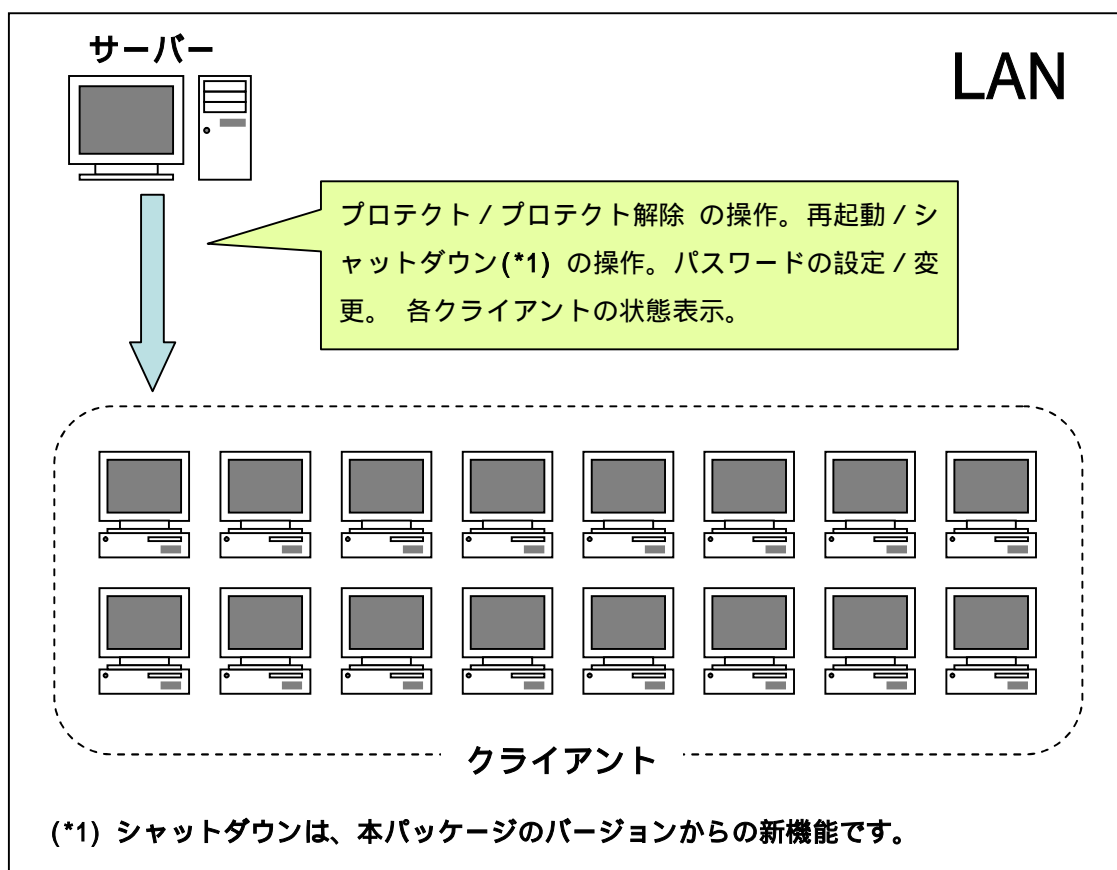 サーバー
LAN
プロテクト / プロテクト解除 の操作。再起動 / シ
ャットダウン(*1) の操作。パスワードの設定 / 変
更。 各クライアントの状態表示。
クライアント
(*1) シャットダウンは、本パッケージのバージョンからの新機能です。